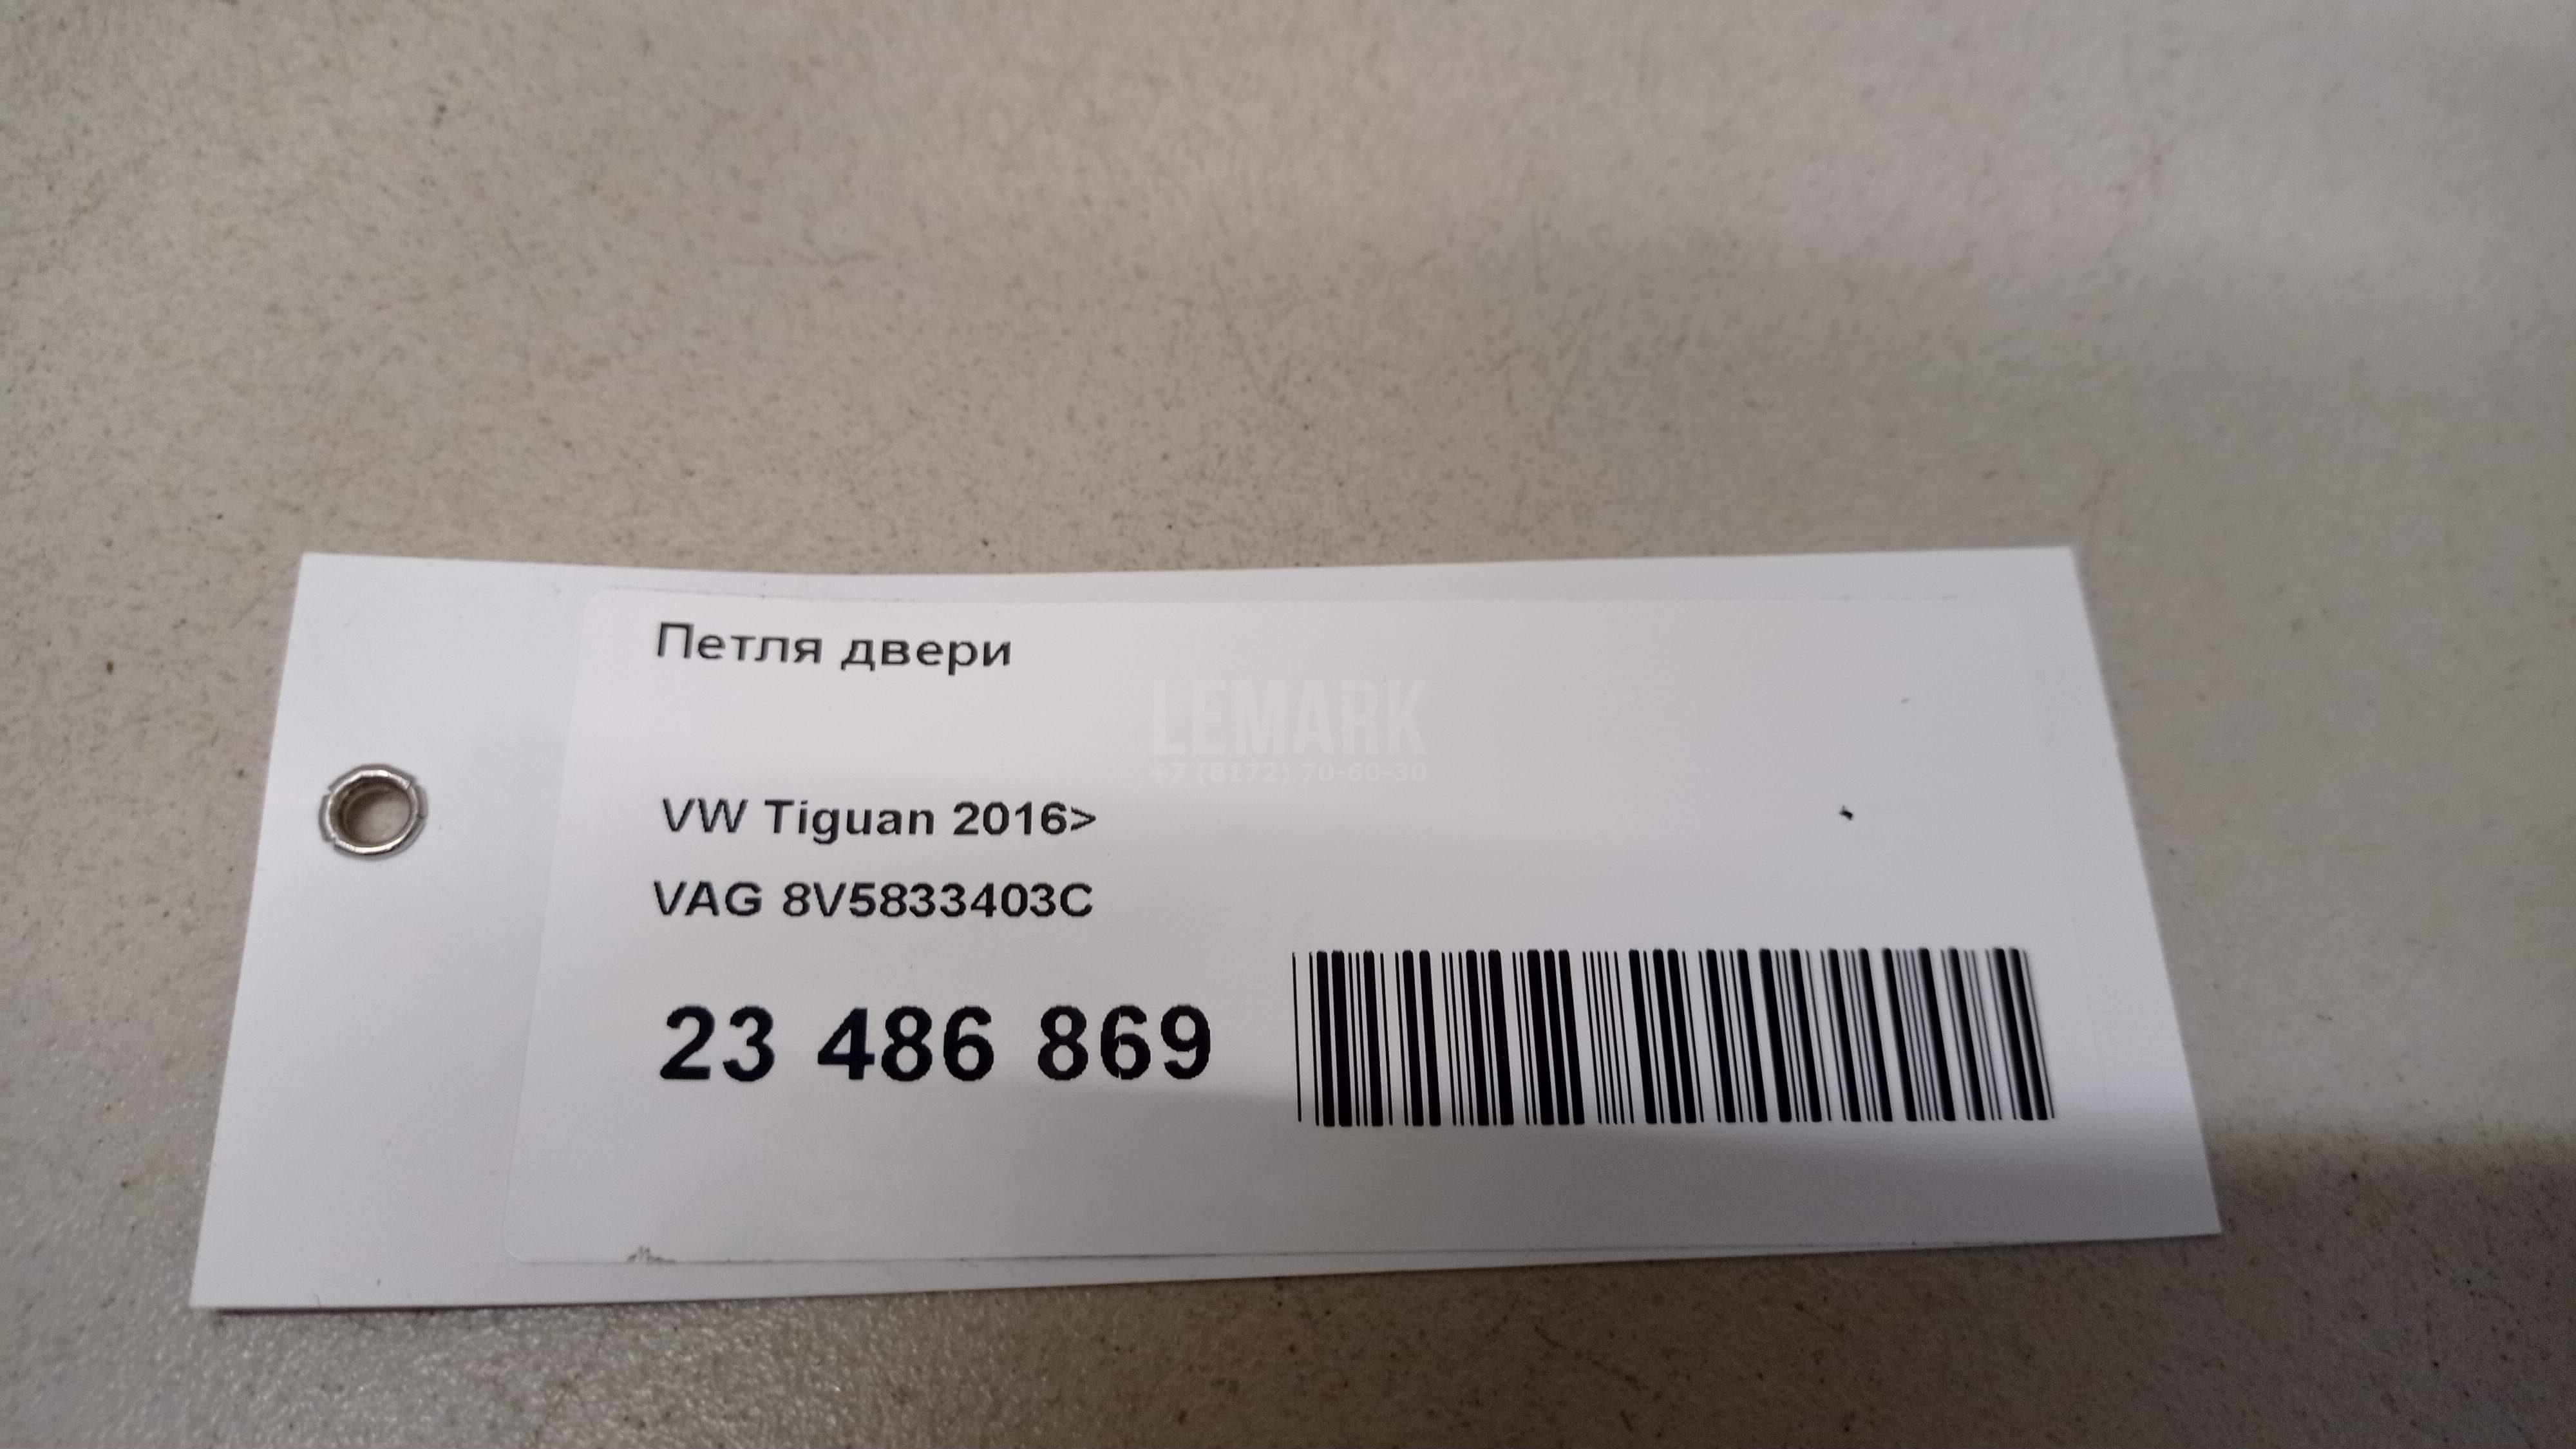 Петля двери
LEMARK
+7 (8172) 70-60-30
VW Tiguan 2016>
VAG 8V5833403C
23 486 869